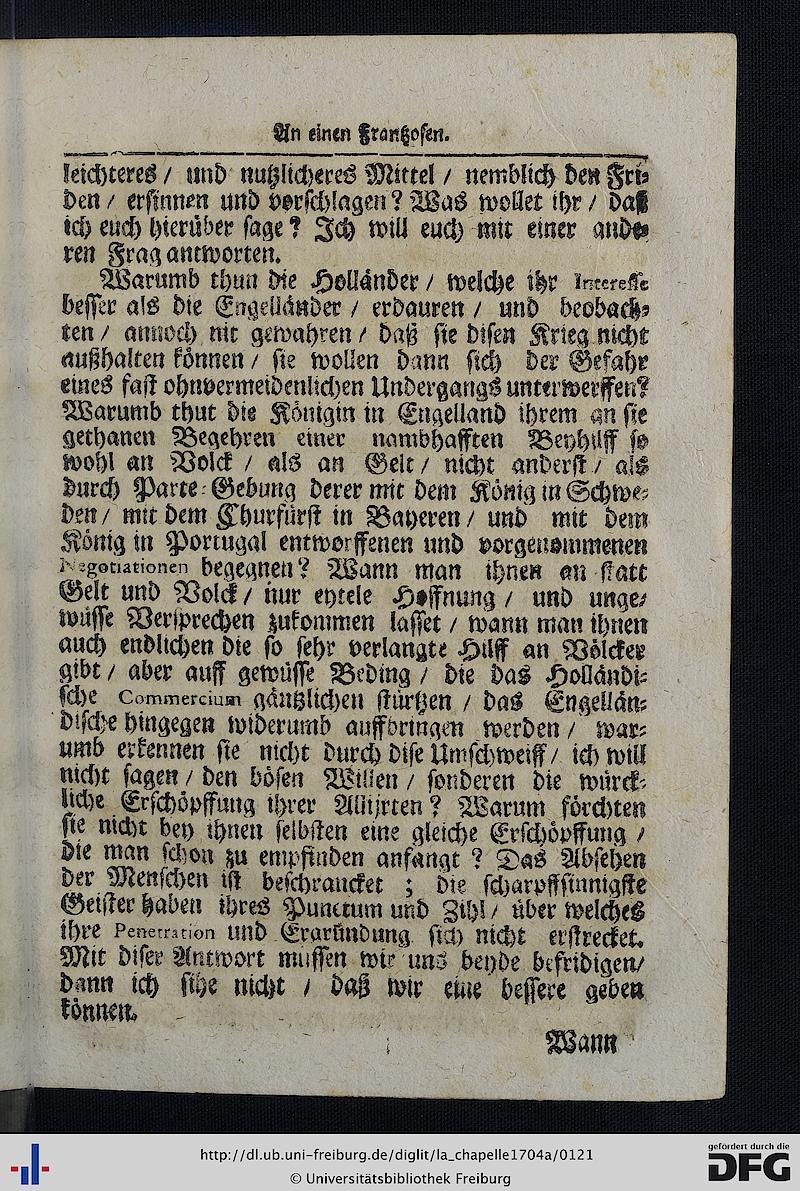 An einen Frantzosen.
leichteres / und nutzlicheres Mittel / nemblich den Fri-
den / ersinnen und vorschlagen? Was wollet ihr / daß
ich euch hierüber sage? Ich will euch mit einer ande
ren Frag antworten.
Warumb thun die Holländer / welche ihr Interesse
besser als die Engelländer / erdauren / und beobach-
ten / annoch nit gewahren / daß sie disen Krieg nicht
außhalten können / sie wollen dann sich der Gefahr
eines fast ohnvermeidenlichen Undergangs unterwerffen?
Warumb thut die Königin in Engelland ihrem an sie
gethanen Begehren einer nambhafften Beyhilff so
wohl an Volck / als an Gelt / nicht anderst / als
durch Parte-Gebung derer mit dem König in Schwe-
den / mit dem Churfürst in Bayeren / und mit dem
König in Portugal entworffenen und vorgenommenen
Negotiationen begegnen? Wann man ihnen an statt
Gelt und Volck / nur eytele Hoffnung / und unge-
wüsse Versprechen zukommen lasset / wann man ihnen
auch endlichen die so sehr verlangte Hilff an Völcker
gibt / aber auff gewüsse Beding / die das Holländi-
sche Commercium gäntzlichen stürtzen / das Engellän-
dische hingegen widerumb auffbringen werden / war-
umb erkennen sie nicht durch dise Umschweiff / ich will
nicht sagen / den bösen Willen / sonderen die würck-
liche Erschöpffung ihrer Allijrten? Warum förchten
sie nicht bey ihnen selbsten eine gleiche Erschöpffung /
die man schon zu empfinden anfangt? Das Absehen
der Menschen ist beschrancket ; die scharpffsinnigste
Geister haben ihres Punctum und Zihl / über welches
ihre Penetration und Ergründung sich nicht erstrecket.
Mit diser Antwort mussen wir uns beyde befridigen/
dann ich sihe nicht / daß wir eine bessere geben
können.
Wann
http://dl.ub.uni-freiburg.de/diglit/la_chapelle1704a/0121
© Universitätsbibliothek Freiburg
gefördert durch die
DFG